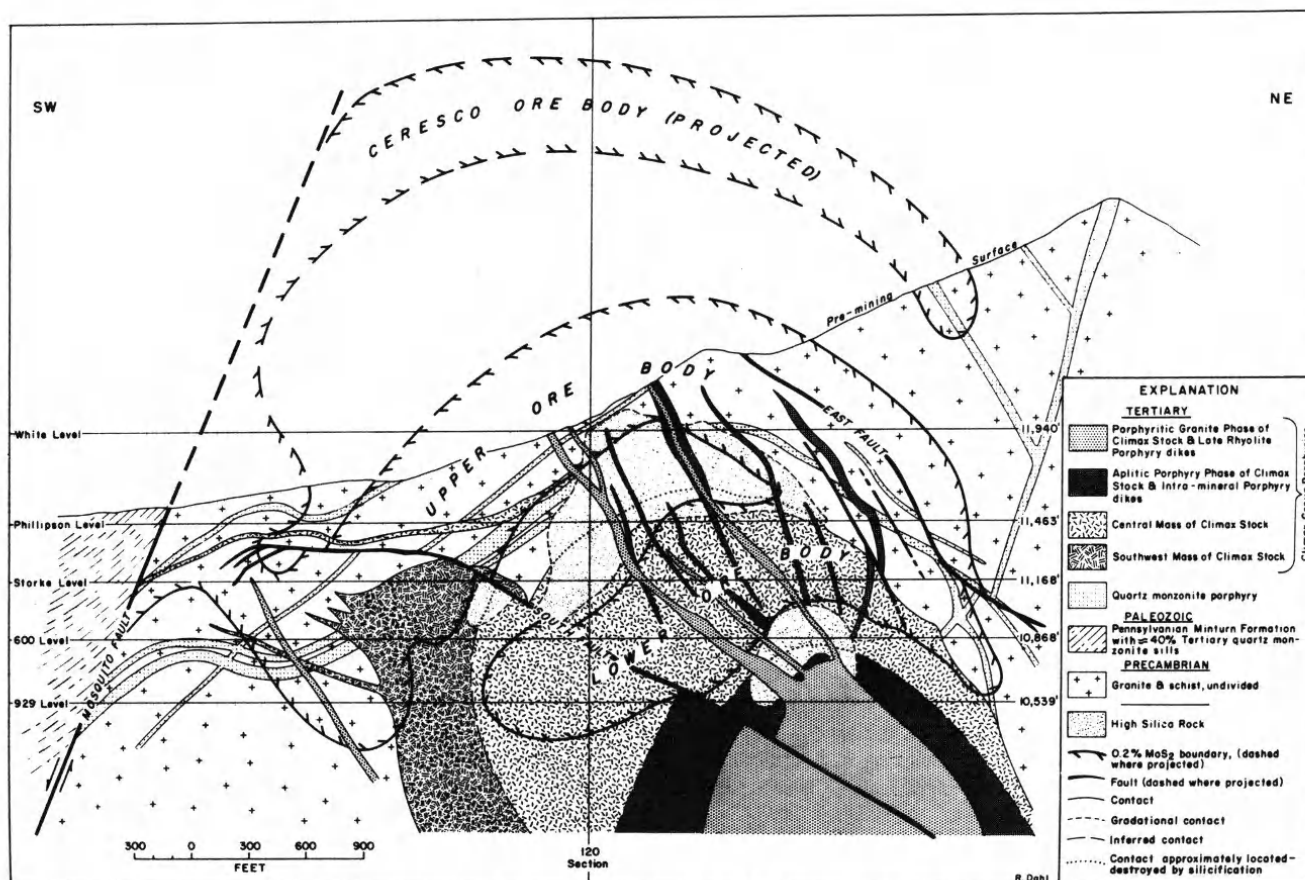 SW
NE
CERESCO ORE BODY (PROJECTED)
Pre-mining Surface
UPPER ORE BODY
EAST FAULT
LOWER ORE BODY
MOSQUITO FAULT
White Level
11,940'
Phillipson Level
11,463'
Storke Level
11,168'
600 Level
10,868'
929 Level
10,539'
300 0 300 600 900
FEET
120
Section
R. Dahl
EXPLANATION
TERTIARY
Porphyritic Granite Phase of
Climax Stock & Late Rhyolite
Porphyry dikes
Aplitic Porphyry Phase of Climax
Stock & Intra-mineral Porphyry
dikes
Central Mass of Climax Stock
Southwest Mass of Climax Stock
Quartz monzonite porphyry
PALEOZOIC
Pennsylvanian Minturn Formation
with ≈ 40% Tertiary quartz mon-
zonite sills
PRECAMBRIAN
Granite & schist, undivided
High Silica Rock
0.2% MoS₂ boundary, (dashed
where projected)
Fault (dashed where projected)
Contact
Gradational contact
Inferred contact
Contact approximately located-
destroyed by silicification